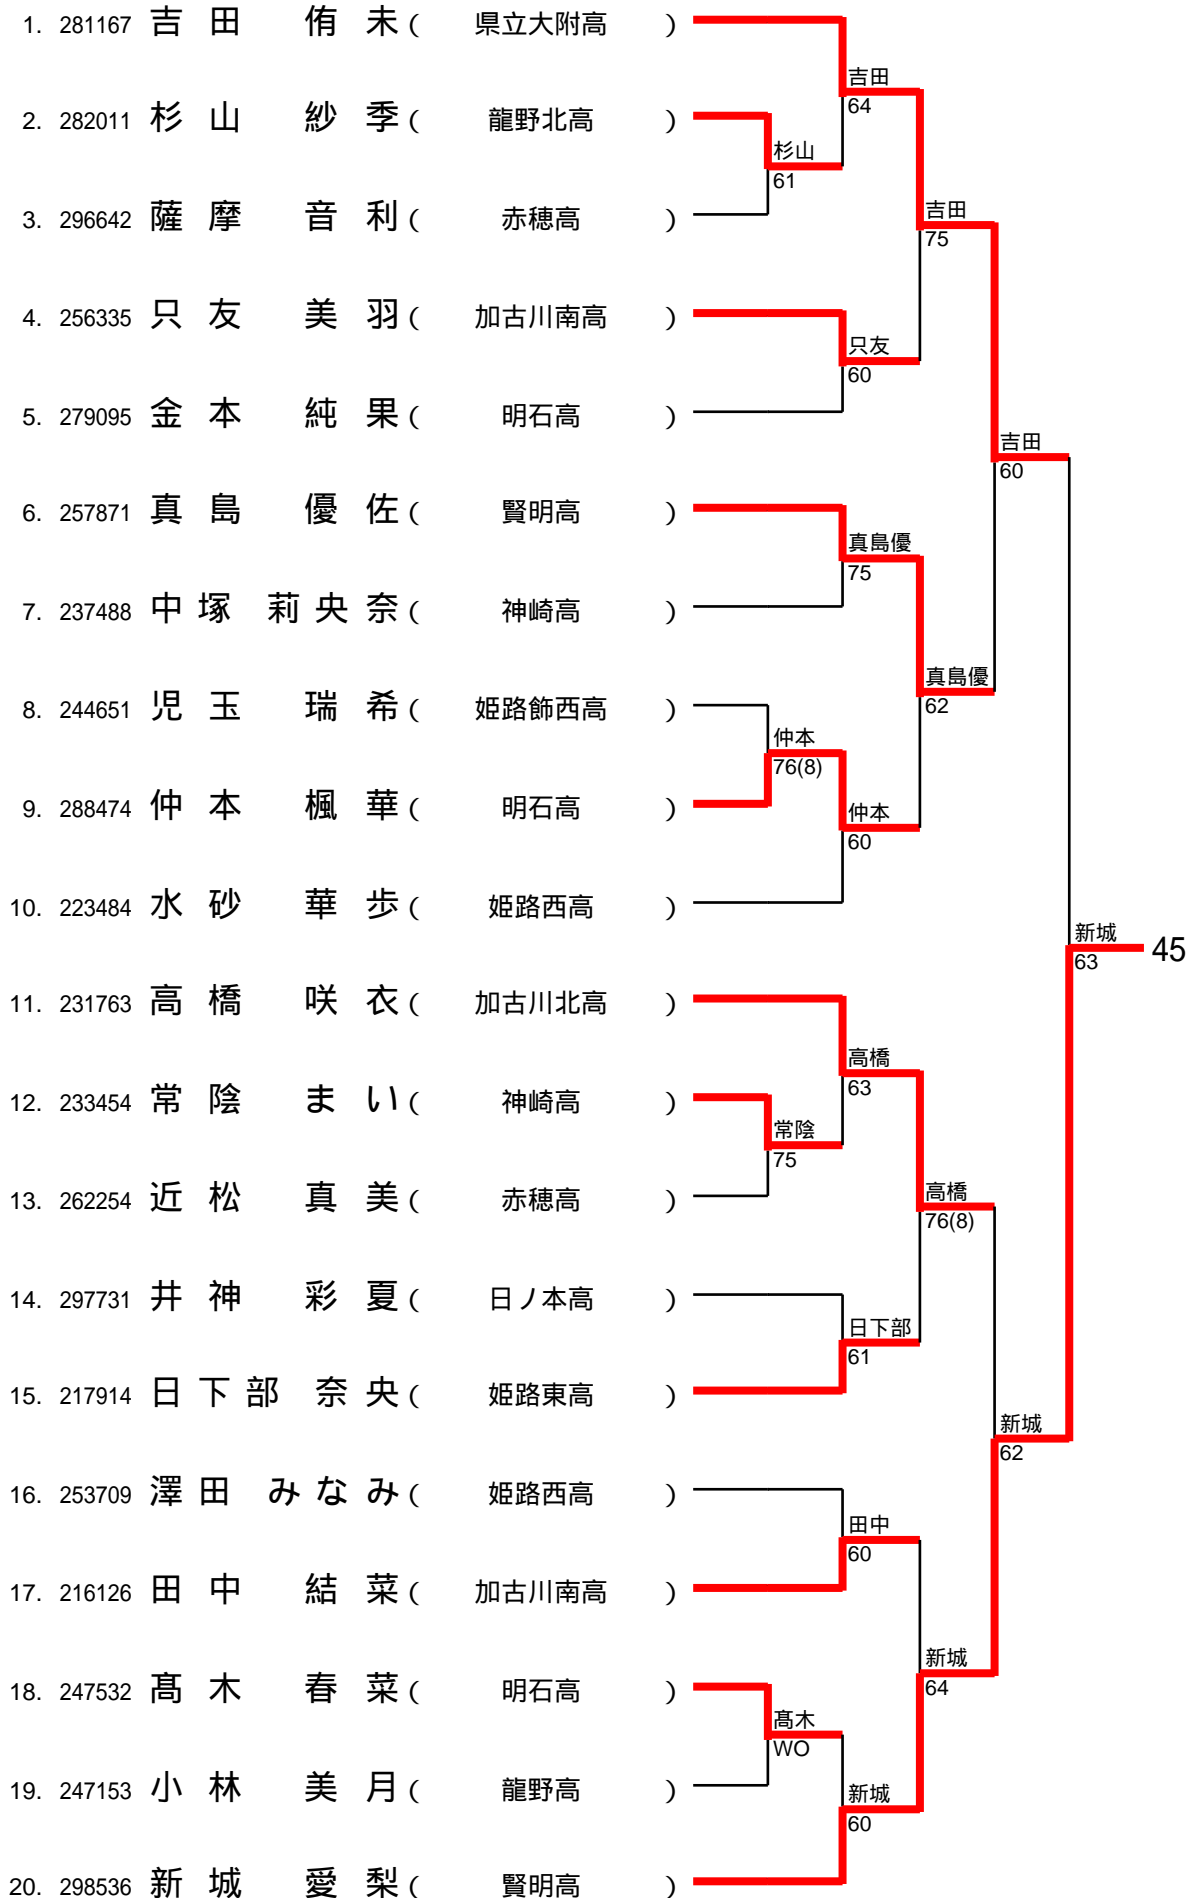 1. 281167 吉田 侑未( 県立大附高 )
吉田
64
2. 282011 杉山 紗季( 龍野北高 )
杉山
61
3. 296642 薩摩 音利( 赤穂高 )
吉田
75
4. 256335 只友 美羽( 加古川南高 )
只友
60
5. 279095 金本 純果( 明石高 )
吉田
60
6. 257871 真島 優佐( 賢明高 )
真島優
75
7. 237488 中塚 莉央奈( 神崎高 )
真島優
62
8. 244651 児玉 瑞希( 姫路飾西高 )
仲本
76(8)
9. 288474 仲本 楓華( 明石高 )
仲本
60
10. 223484 水砂 華歩( 姫路西高 )
新城
63
45
11. 231763 高橋 咲衣( 加古川北高 )
高橋
63
12. 233454 常陰 まい( 神崎高 )
常陰
75
13. 262254 近松 真美( 赤穂高 )
高橋
76(8)
14. 297731 井神 彩夏( 日ノ本高 )
日下部
61
15. 217914 日下部 奈央( 姫路東高 )
新城
62
16. 253709 澤田 みなみ( 姫路西高 )
田中
60
17. 216126 田中 結菜( 加古川南高 )
新城
64
18. 247532 髙木 春菜( 明石高 )
髙木
WO
19. 247153 小林 美月( 龍野高 )
新城
60
20. 298536 新城 愛梨( 賢明高 )